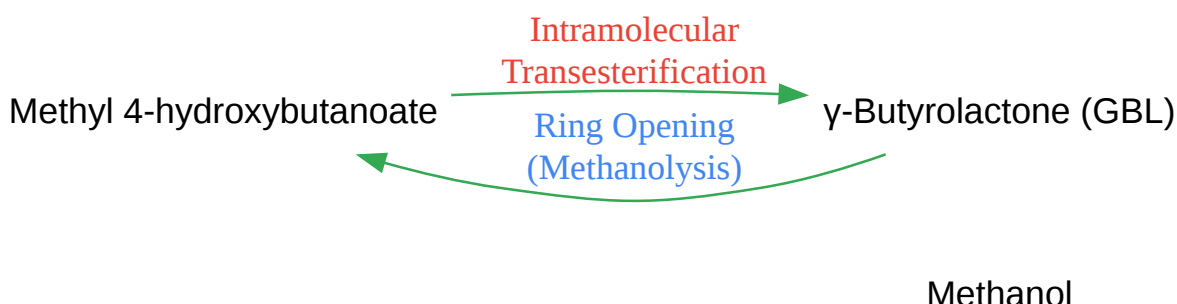 Intramolecular
Transesterification
Methyl 4-hydroxybutanoate
γ-Butyrolactone (GBL)
Ring Opening
(Methanolysis)
Methanol